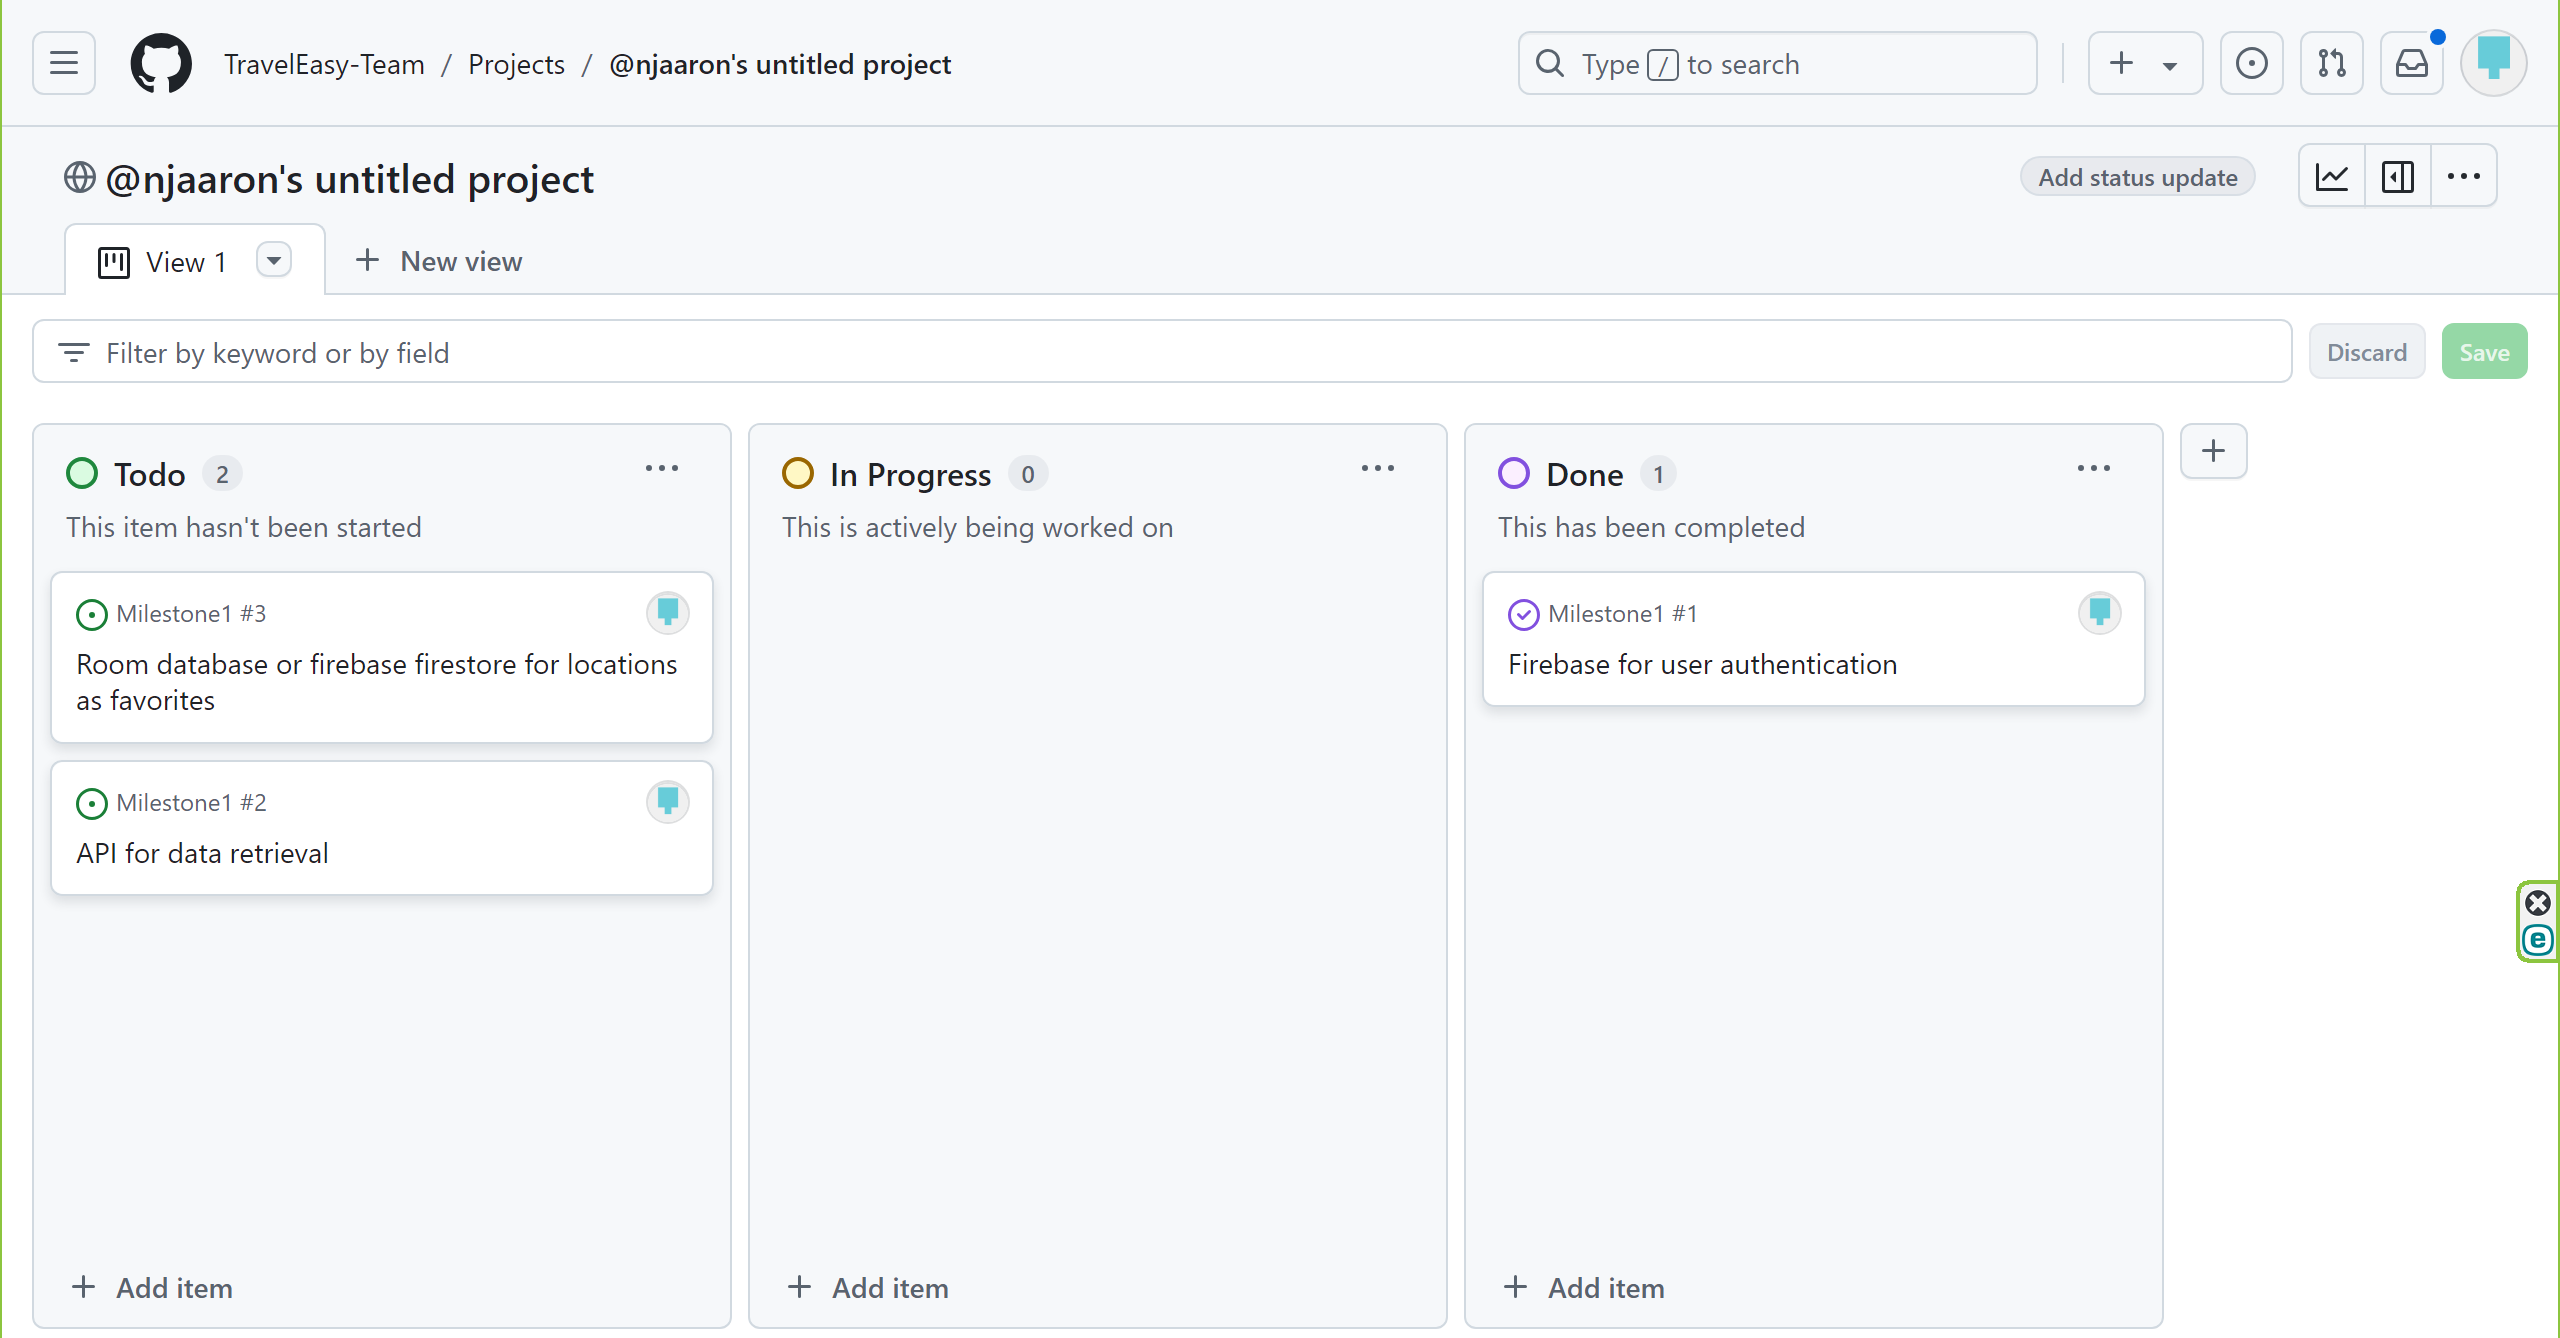 TravelEasy-Team / Projects / @njaaron's untitled project
Type / to search
@njaaron's untitled project
Add status update
View 1
New view
Filter by keyword or by field
Discard
Save
Todo 2
This item hasn't been started
Milestone1 #3
Room database or firebase firestore for locations
as favorites
Milestone1 #2
API for data retrieval
Add item
In Progress 0
This is actively being worked on
Add item
Done 1
This has been completed
Milestone1 #1
Firebase for user authentication
Add item
e